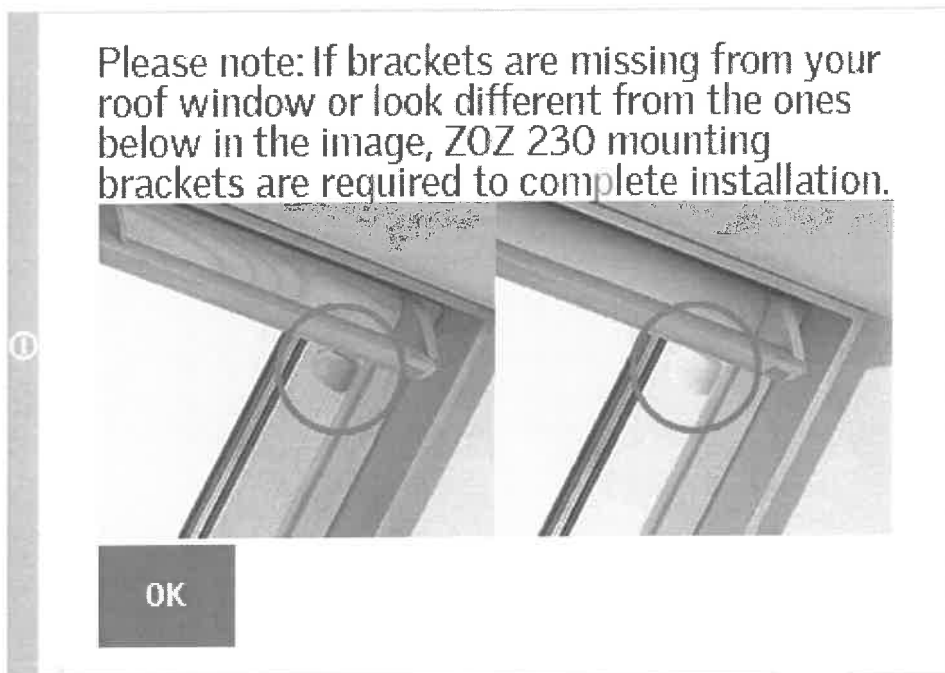 Please note: If brackets are missing from your
roof window or look different from the ones
below in the image, ZOZ 230 mounting
brackets are required to complete installation.
OK